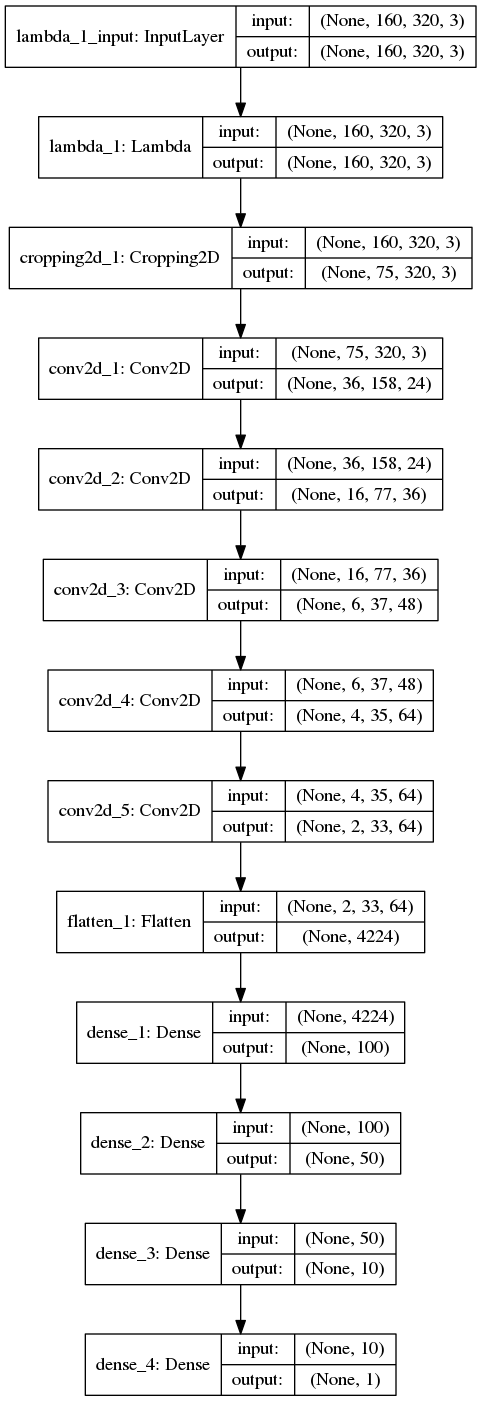 lambda_1_input: InputLayer
input: (None, 160, 320, 3)
output: (None, 160, 320, 3)
lambda_1: Lambda
input: (None, 160, 320, 3)
output: (None, 160, 320, 3)
cropping2d_1: Cropping2D
input: (None, 160, 320, 3)
output: (None, 75, 320, 3)
conv2d_1: Conv2D
input: (None, 75, 320, 3)
output: (None, 36, 158, 24)
conv2d_2: Conv2D
input: (None, 36, 158, 24)
output: (None, 16, 77, 36)
conv2d_3: Conv2D
input: (None, 16, 77, 36)
output: (None, 6, 37, 48)
conv2d_4: Conv2D
input: (None, 6, 37, 48)
output: (None, 4, 35, 64)
conv2d_5: Conv2D
input: (None, 4, 35, 64)
output: (None, 2, 33, 64)
flatten_1: Flatten
input: (None, 2, 33, 64)
output: (None, 4224)
dense_1: Dense
input: (None, 4224)
output: (None, 100)
dense_2: Dense
input: (None, 100)
output: (None, 50)
dense_3: Dense
input: (None, 50)
output: (None, 10)
dense_4: Dense
input: (None, 10)
output: (None, 1)